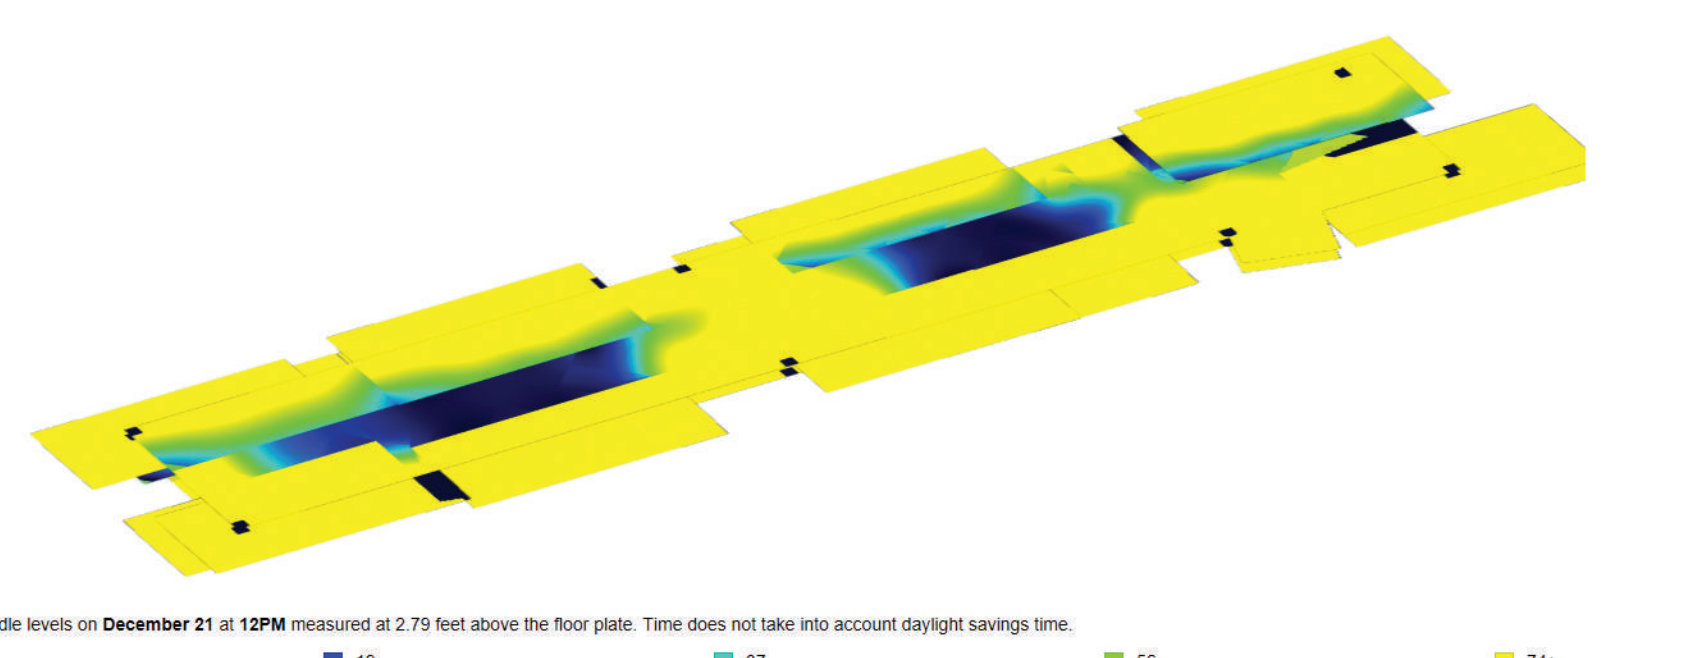 dle levels on December 21 at 12PM measured at 2.79 feet above the floor plate. Time does not take into account daylight savings time.